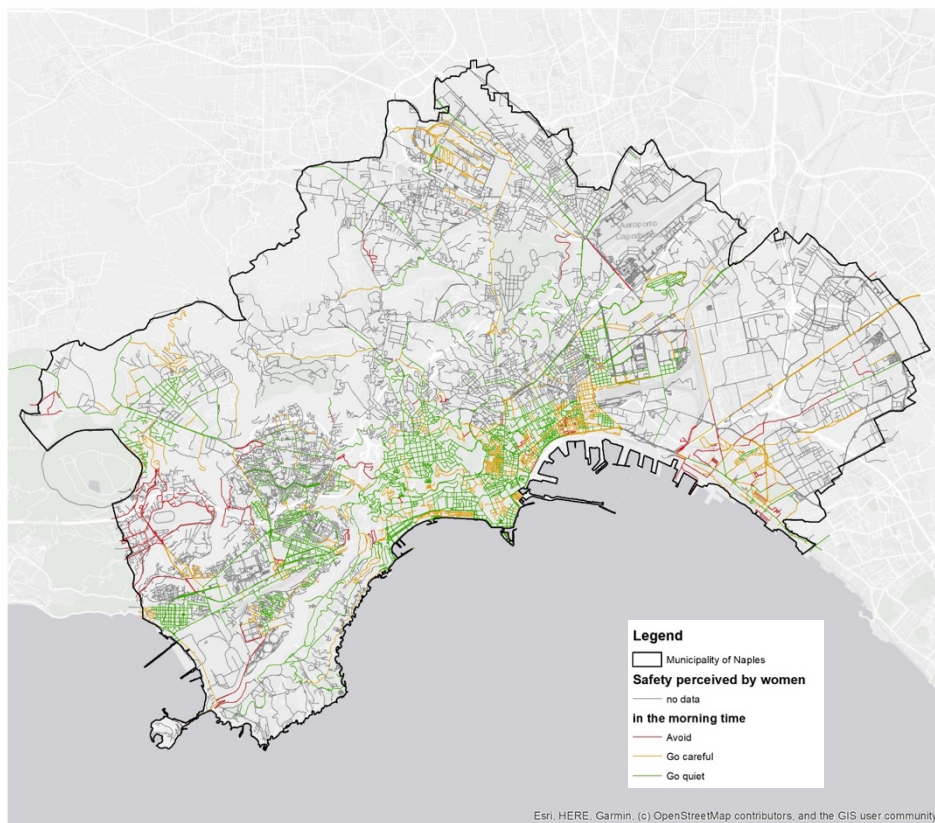 Aeroporto
Legend
Municipality of Naples
Safety perceived by women
no data
in the morning time
Avoid
Go careful
Go quiet
Esri, HERE, Garmin, (c) OpenStreetMap contributors, and the GIS user community